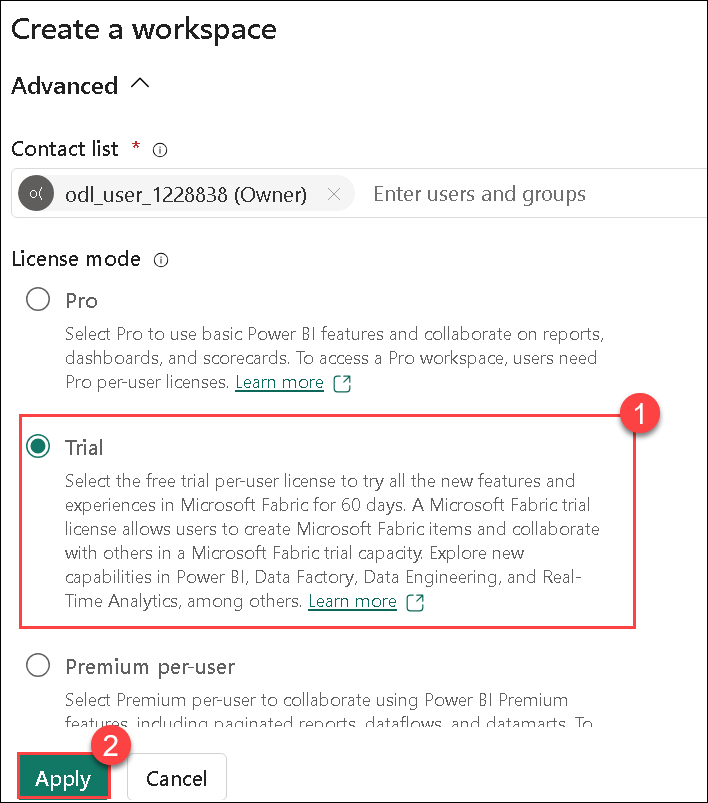 Create a workspace
Advanced
Contact list *
o( odl_user_1228838 (Owner) Enter users and groups
License mode
Pro
Select Pro to use basic Power BI features and collaborate on reports,
dashboards, and scorecards. To access a Pro workspace, users need
Pro per-user licenses. Learn more
1
Trial
Select the free trial per-user license to try all the new features and
experiences in Microsoft Fabric for 60 days. A Microsoft Fabric trial
license allows users to create Microsoft Fabric items and collaborate
with others in a Microsoft Fabric trial capacity. Explore new
capabilities in Power BI, Data Factory, Data Engineering, and Real-
Time Analytics, among others. Learn more
Premium per-user
Select Premium per-user to collaborate using Power BI Premium
features, including paginated reports, dataflows, and datamarts. To
2
Apply Cancel